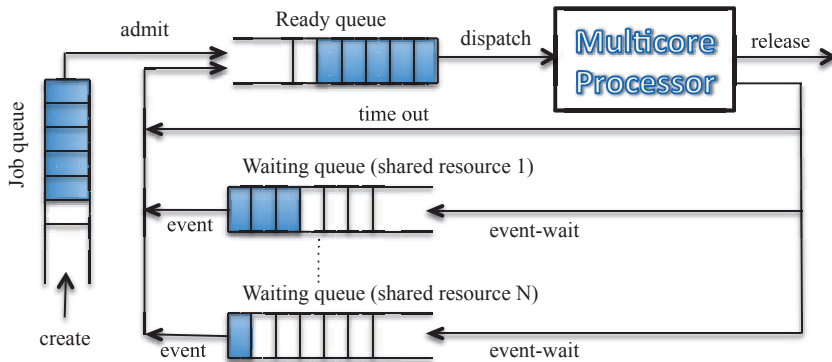 Ready queue
admit
dispatch
Multicore
Processor
release
Job queue
time out
Waiting queue (shared resource 1)
event
event-wait
Waiting queue (shared resource N)
create
event
event-wait